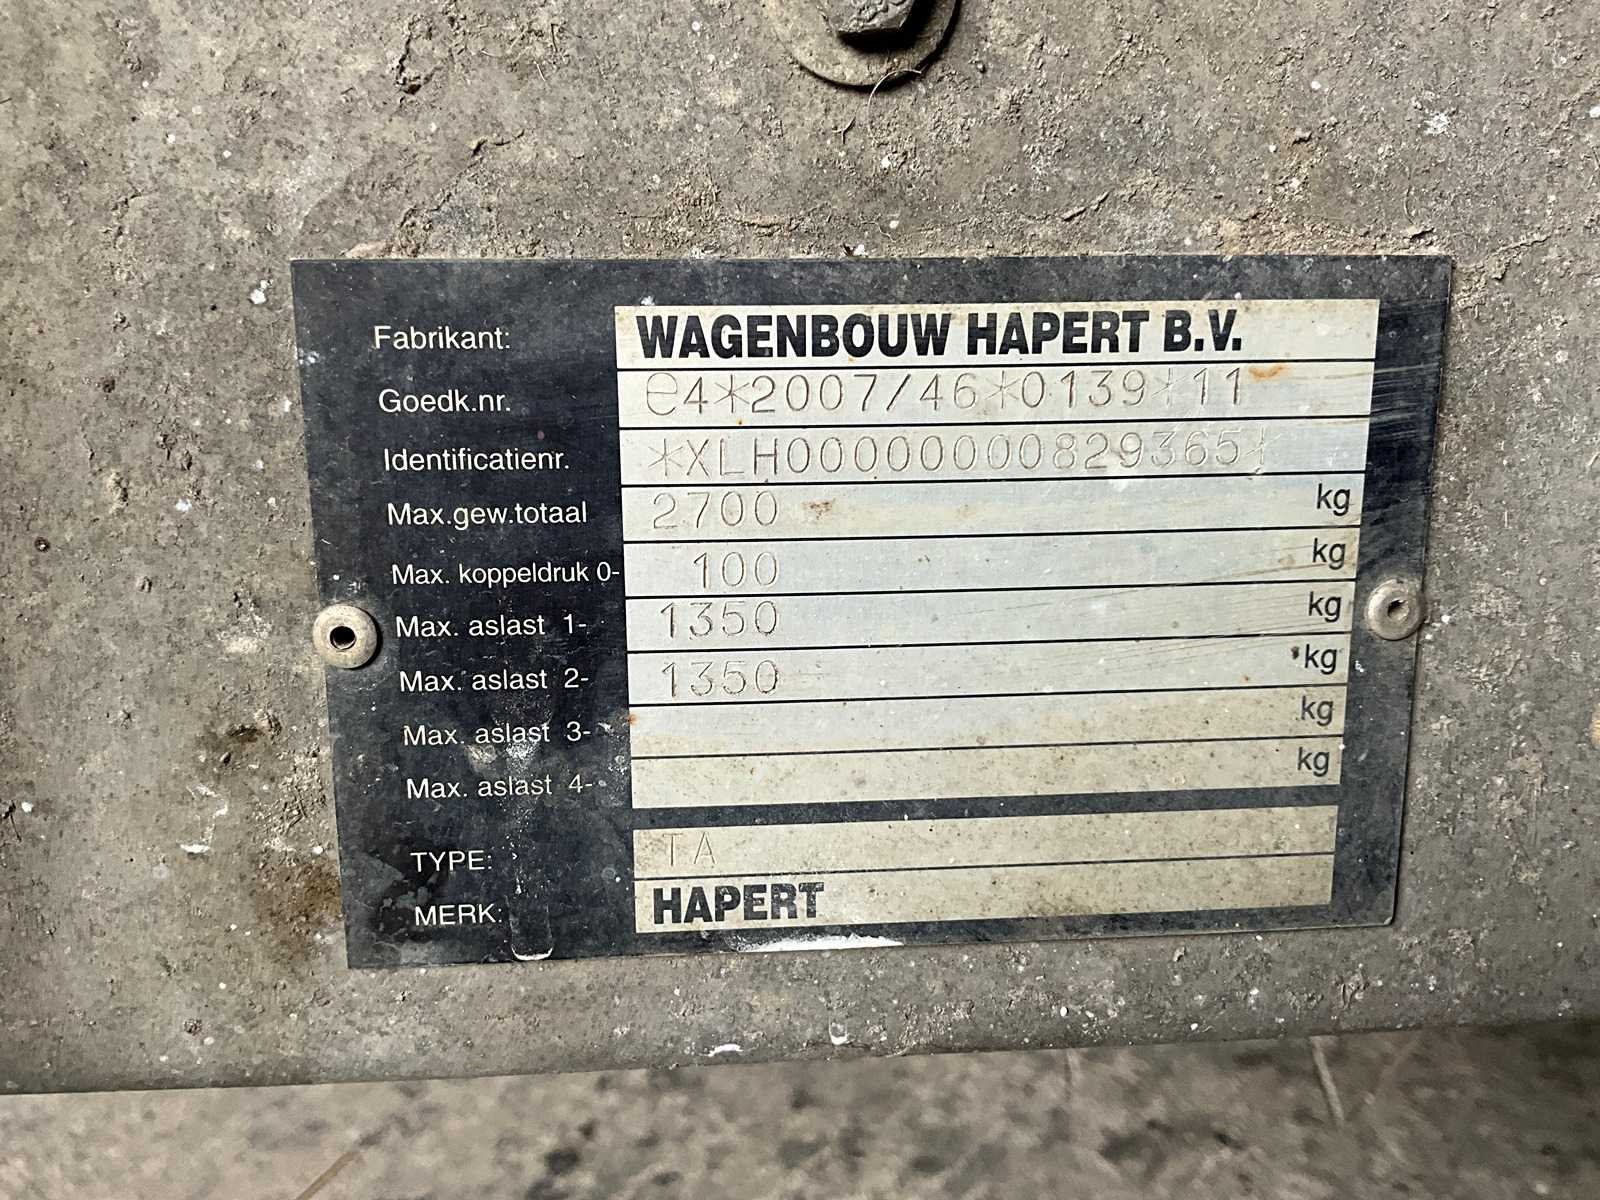 Fabrikant: WAGENBOUW HAPERT B.V.
Goedk.nr. e4*2007/46*0139*11
Identificatienr. *XLH00000000829365*
Max.gew.totaal 2700 kg
Max. koppeldruk 0- 100 kg
Max. aslast 1- 1350 kg
Max. aslast 2- 1350 kg
Max. aslast 3- kg
Max. aslast 4- kg
TYPE: TA
MERK: HAPERT